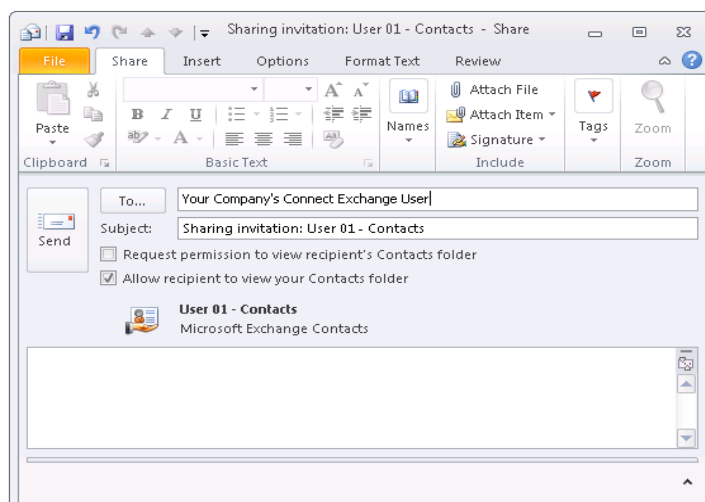 Sharing invitation: User 01 - Contacts - Share
File Share Insert Options Format Text Review
Paste
B I U
A A
ab A
Names
Attach File
Attach Item
Signature
Tags
Zoom
Clipboard Basic Text Include Zoom
Send
To... Your Company's Connect Exchange User
Subject: Sharing invitation: User 01 - Contacts
Request permission to view recipient's Contacts folder
Allow recipient to view your Contacts folder
User 01 - Contacts
Microsoft Exchange Contacts